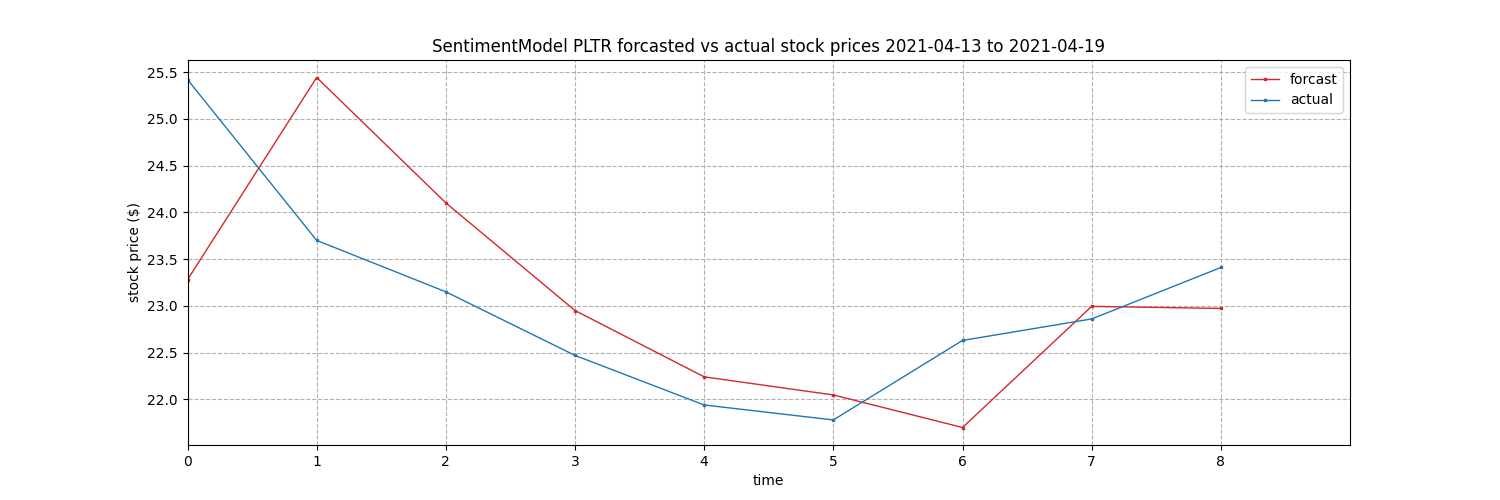 SentimentModel PLTR forcasted vs actual stock prices 2021-04-13 to 2021-04-19
forcast
actual
25.5
25.0
24.5
24.0
23.5
23.0
22.5
22.0
stock price ($)
0 1 2 3 4 5 6 7 8
time